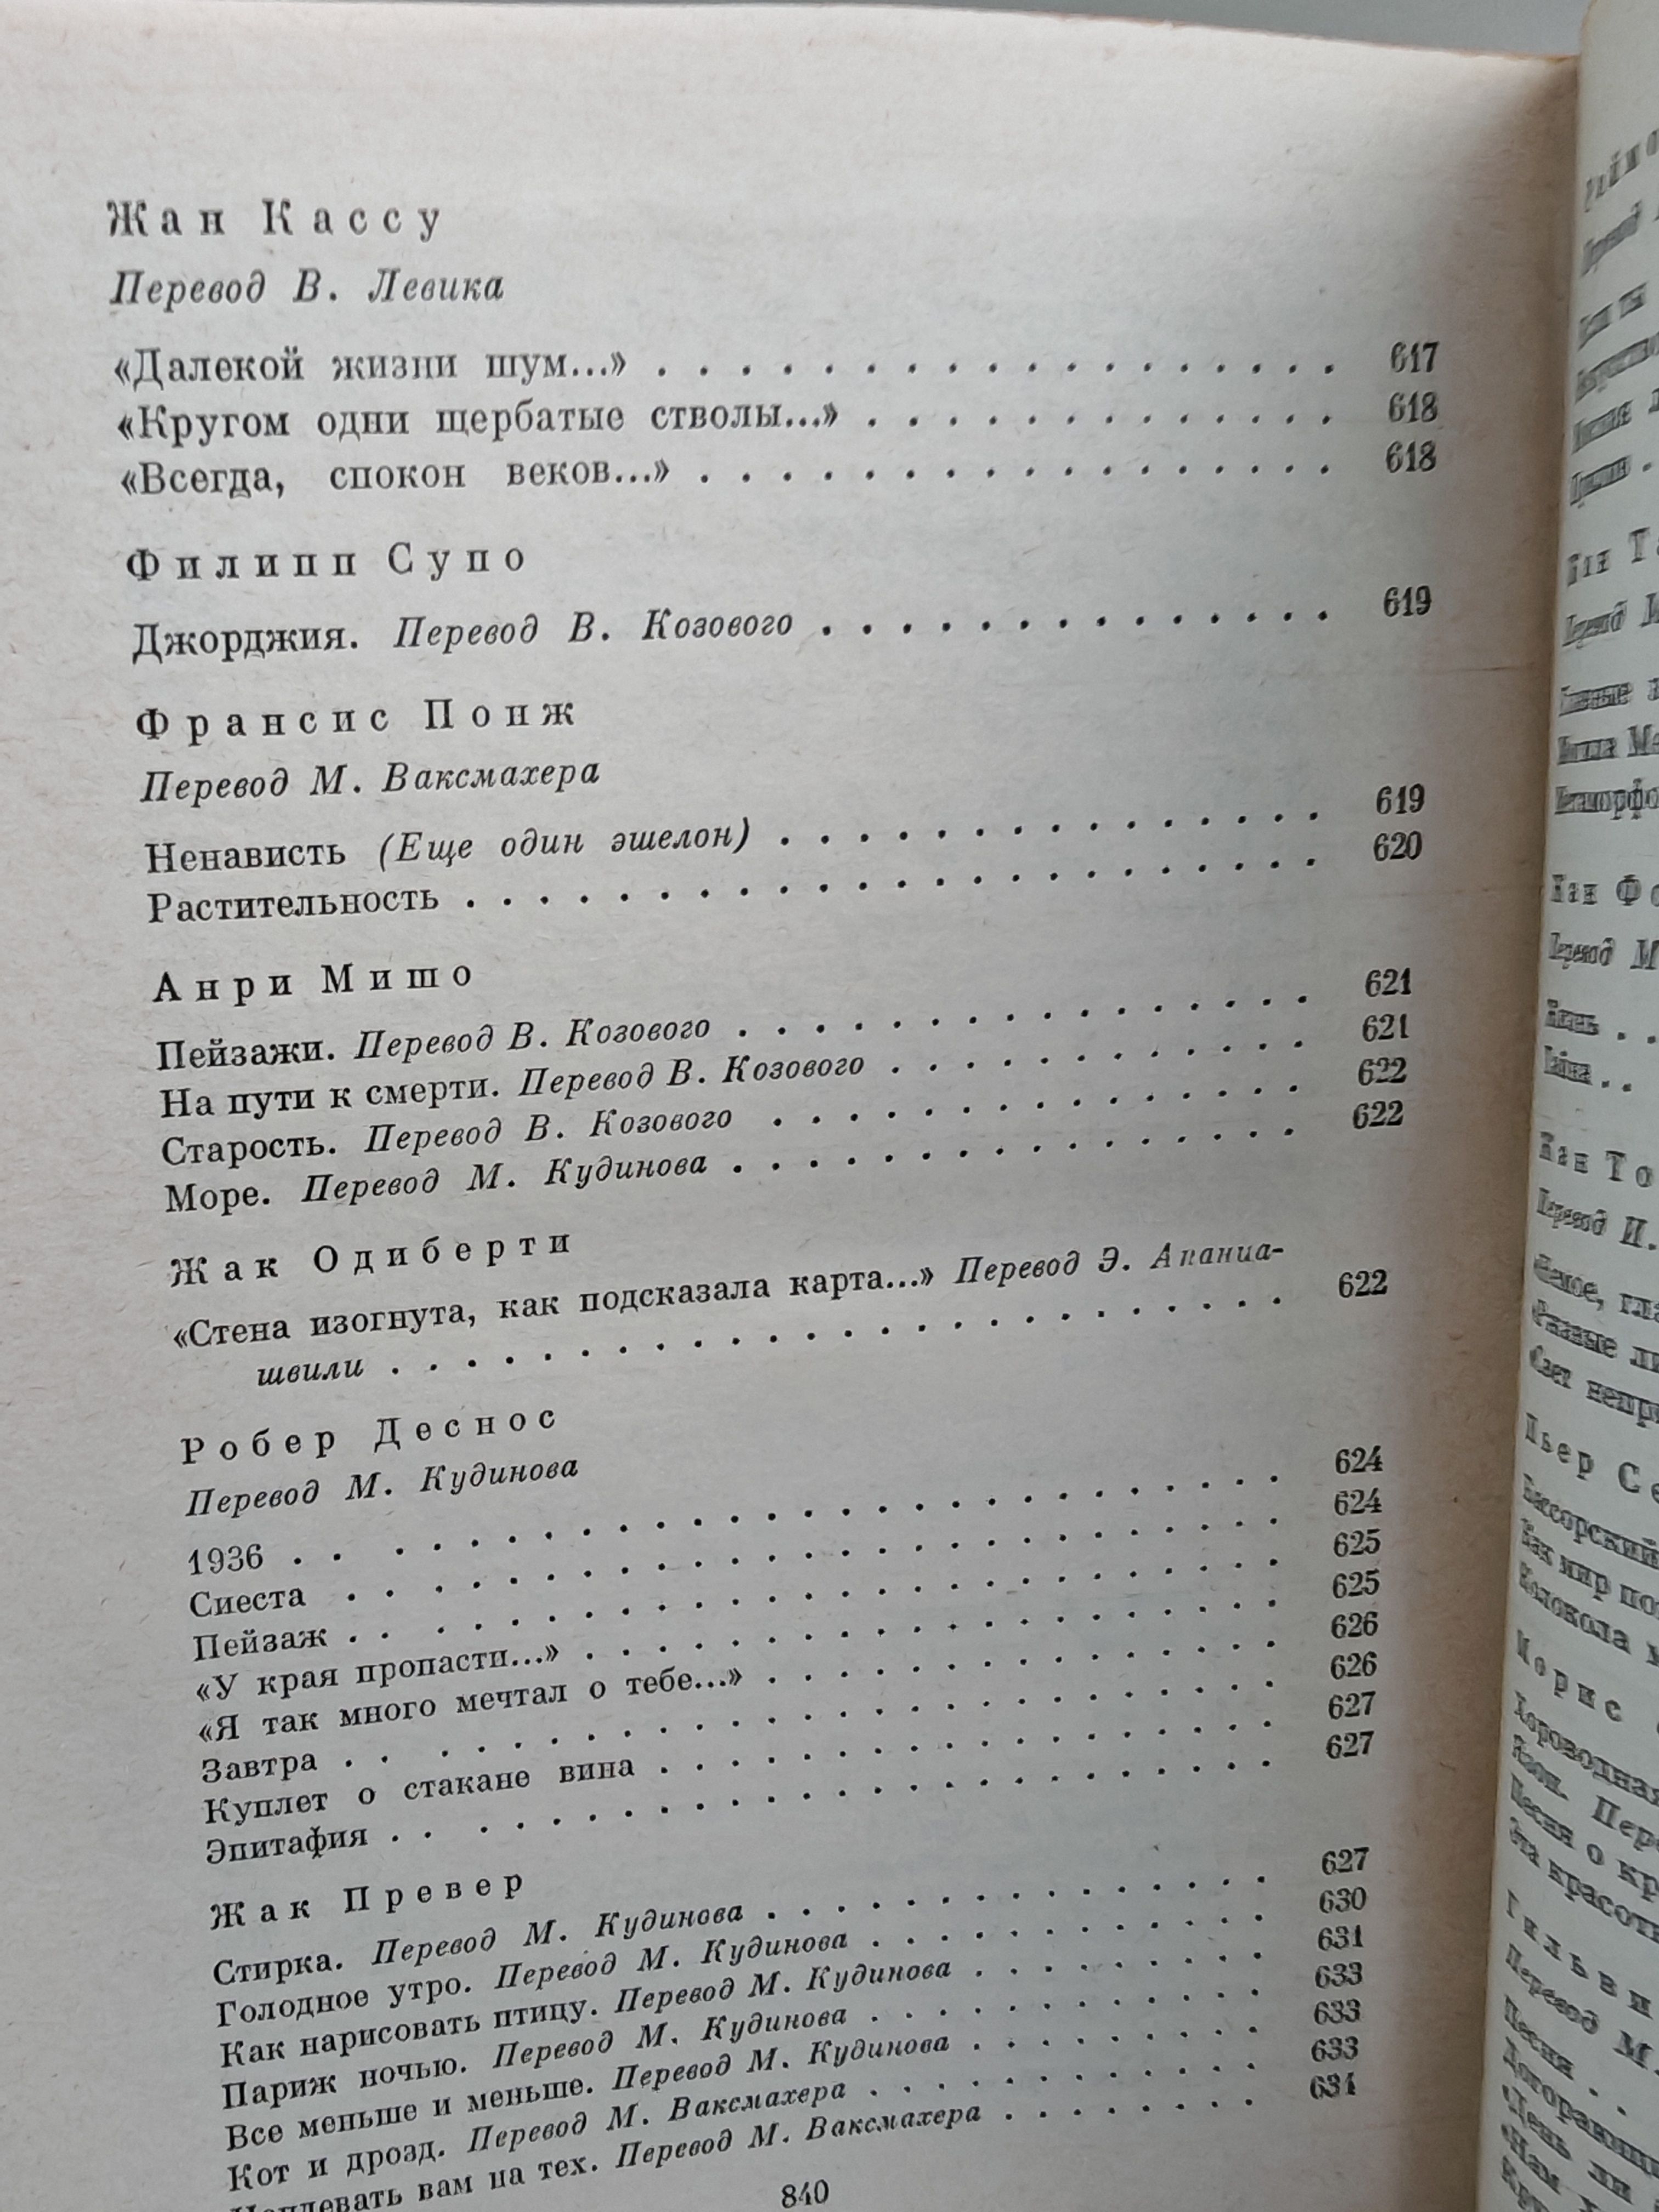 Жан Кассу
Перевод В. Левика
«Далекой жизни шум...» . . . . . . . . . . . . . . . . . 617
«Кругом одни щербатые стволы...» . . . . . . . . . . . . 618
«Всегда, спокон веков...» . . . . . . . . . . . . . . . . 618
Филипп Супо
Джорджия. Перевод В. Козового . . . . . . . . . . . . . . 619
Франсис Понж
Перевод М. Ваксмахера
Ненависть (Еще один эшелон) . . . . . . . . . . . . . . . 619
Растительность . . . . . . . . . . . . . . . . . . . . . . 620
Анри Мишо
Пейзажи. Перевод В. Козового . . . . . . . . . . . . . . . 621
На пути к смерти. Перевод В. Козового . . . . . . . . . . . 621
Старость. Перевод В. Козового . . . . . . . . . . . . . . 622
Море. Перевод М. Кудинова . . . . . . . . . . . . . . . 622
Жак Одиберти
«Стена изогнута, как подсказала карта...» Перевод Э. Апаниа-
швили . . . . . . . . . . . . . . . . . . . . . . 622
Робер Деснос
Перевод М. Кудинова
1936 . . . . . . . . . . . . . . . . . . . . . . . . 624
Сиеста . . . . . . . . . . . . . . . . . . . . . . . 624
Пейзаж . . . . . . . . . . . . . . . . . . . . . . . 625
«У края пропасти...» . . . . . . . . . . . . . . . . . 625
«Я так много мечтал о тебе...» . . . . . . . . . . . . . 626
Завтра . . . . . . . . . . . . . . . . . . . . . . . 626
Куплет о стакане вина . . . . . . . . . . . . . . . . 627
Эпитафия . . . . . . . . . . . . . . . . . . . . . . 627
Жак Превер
Стирка. Перевод М. Кудинова . . . . . . . . . . . . . 627
Голодное утро. Перевод М. Кудинова . . . . . . . . . . 630
Как нарисовать птицу. Перевод М. Кудинова . . . . . . . . 631
Париж ночью. Перевод М. Кудинова . . . . . . . . . . . 633
Все меньше и меньше. Перевод М. Кудинова . . . . . . . . 633
Кот и дрозд. Перевод М. Ваксмахера . . . . . . . . . . . 633
вам на тех. Перевод М. Ваксмахера . . . . . . . 634
840